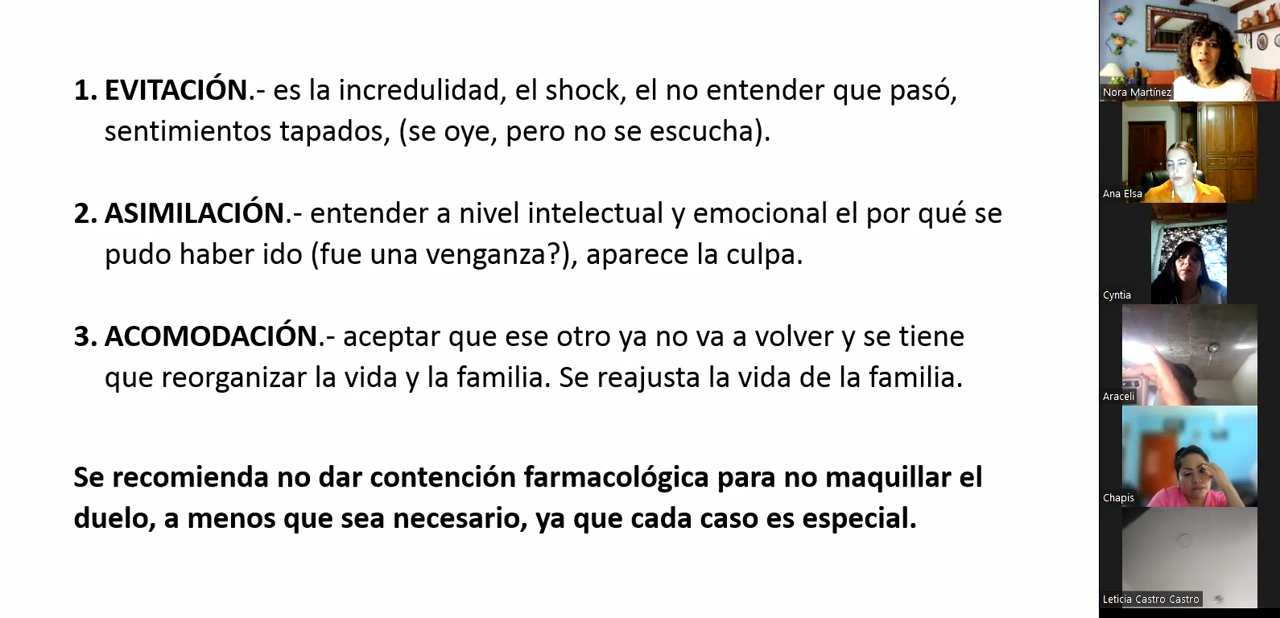 1. EVITACIÓN.- es la incredulidad, el shock, el no entender que pasó,
sentimientos tapados, (se oye, pero no se escucha).
2. ASIMILACIÓN.- entender a nivel intelectual y emocional el por qué se
pudo haber ido (fue una venganza?), aparece la culpa.
3. ACOMODACIÓN.- aceptar que ese otro ya no va a volver y se tiene
que reorganizar la vida y la familia. Se reajusta la vida de la familia.
Se recomienda no dar contención farmacológica para no maquillar el
duelo, a menos que sea necesario, ya que cada caso es especial.
Nora Martínez
Ana Elsa
Cyntia
Araceli
Chapis
Leticia Castro Castro